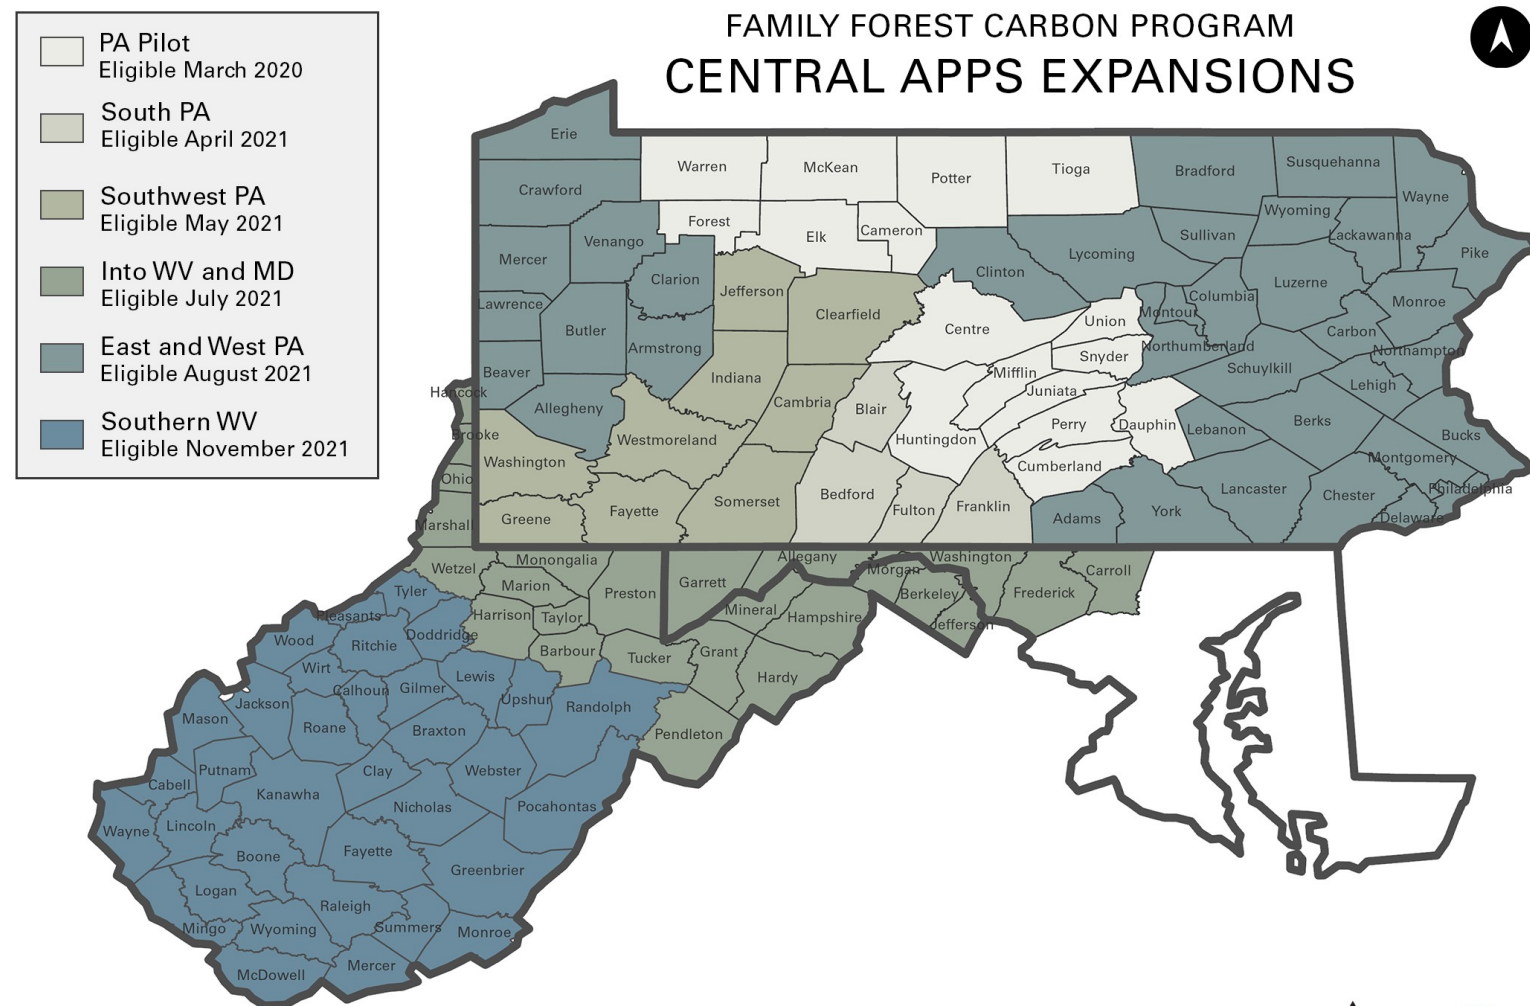 FAMILY FOREST CARBON PROGRAM
CENTRAL APPS EXPANSIONS
PA Pilot
Eligible March 2020
South PA
Eligible April 2021
Southwest PA
Eligible May 2021
Into WV and MD
Eligible July 2021
East and West PA
Eligible August 2021
Southern WV
Eligible November 2021
Erie
Warren
McKean
Potter
Tioga
Bradford
Susquehanna
Wayne
Crawford
Forest
Elk
Cameron
Sullivan
Wyoming
Lackawanna
Pike
Mercer
Venango
Clarion
Jefferson
Clearfield
Clinton
Lycoming
Columbia
Luzerne
Monroe
Lawrence
Butler
Armstrong
Centre
Union
Montour
Carbon
Northampton
Beaver
Indiana
Snyder
Northumberland
Schuylkill
Lehigh
Hancock
Allegheny
Cambria
Blair
Mifflin
Juniata
Brooke
Washington
Westmoreland
Huntingdon
Perry
Dauphin
Lebanon
Berks
Bucks
Ohio
Cumberland
Montgomery
Greene
Fayette
Somerset
Bedford
Fulton
Franklin
Adams
York
Lancaster
Chester
Philadelphia
Delaware
Marshall
Wetzel
Monongalia
Allegany
Morgan
Washington
Carroll
Tyler
Marion
Preston
Garrett
Berkeley
Frederick
Pleasants
Harrison
Taylor
Mineral
Hampshire
Jefferson
Wood
Ritchie
Doddridge
Barbour
Tucker
Grant
Hardy
Wirt
Calhoun
Gilmer
Lewis
Upshur
Randolph
Mason
Jackson
Roane
Braxton
Pendleton
Cabell
Putnam
Kanawha
Clay
Webster
Wayne
Lincoln
Nicholas
Pocahontas
Boone
Fayette
Greenbrier
Logan
Raleigh
Mingo
Wyoming
Summers
Monroe
McDowell
Mercer